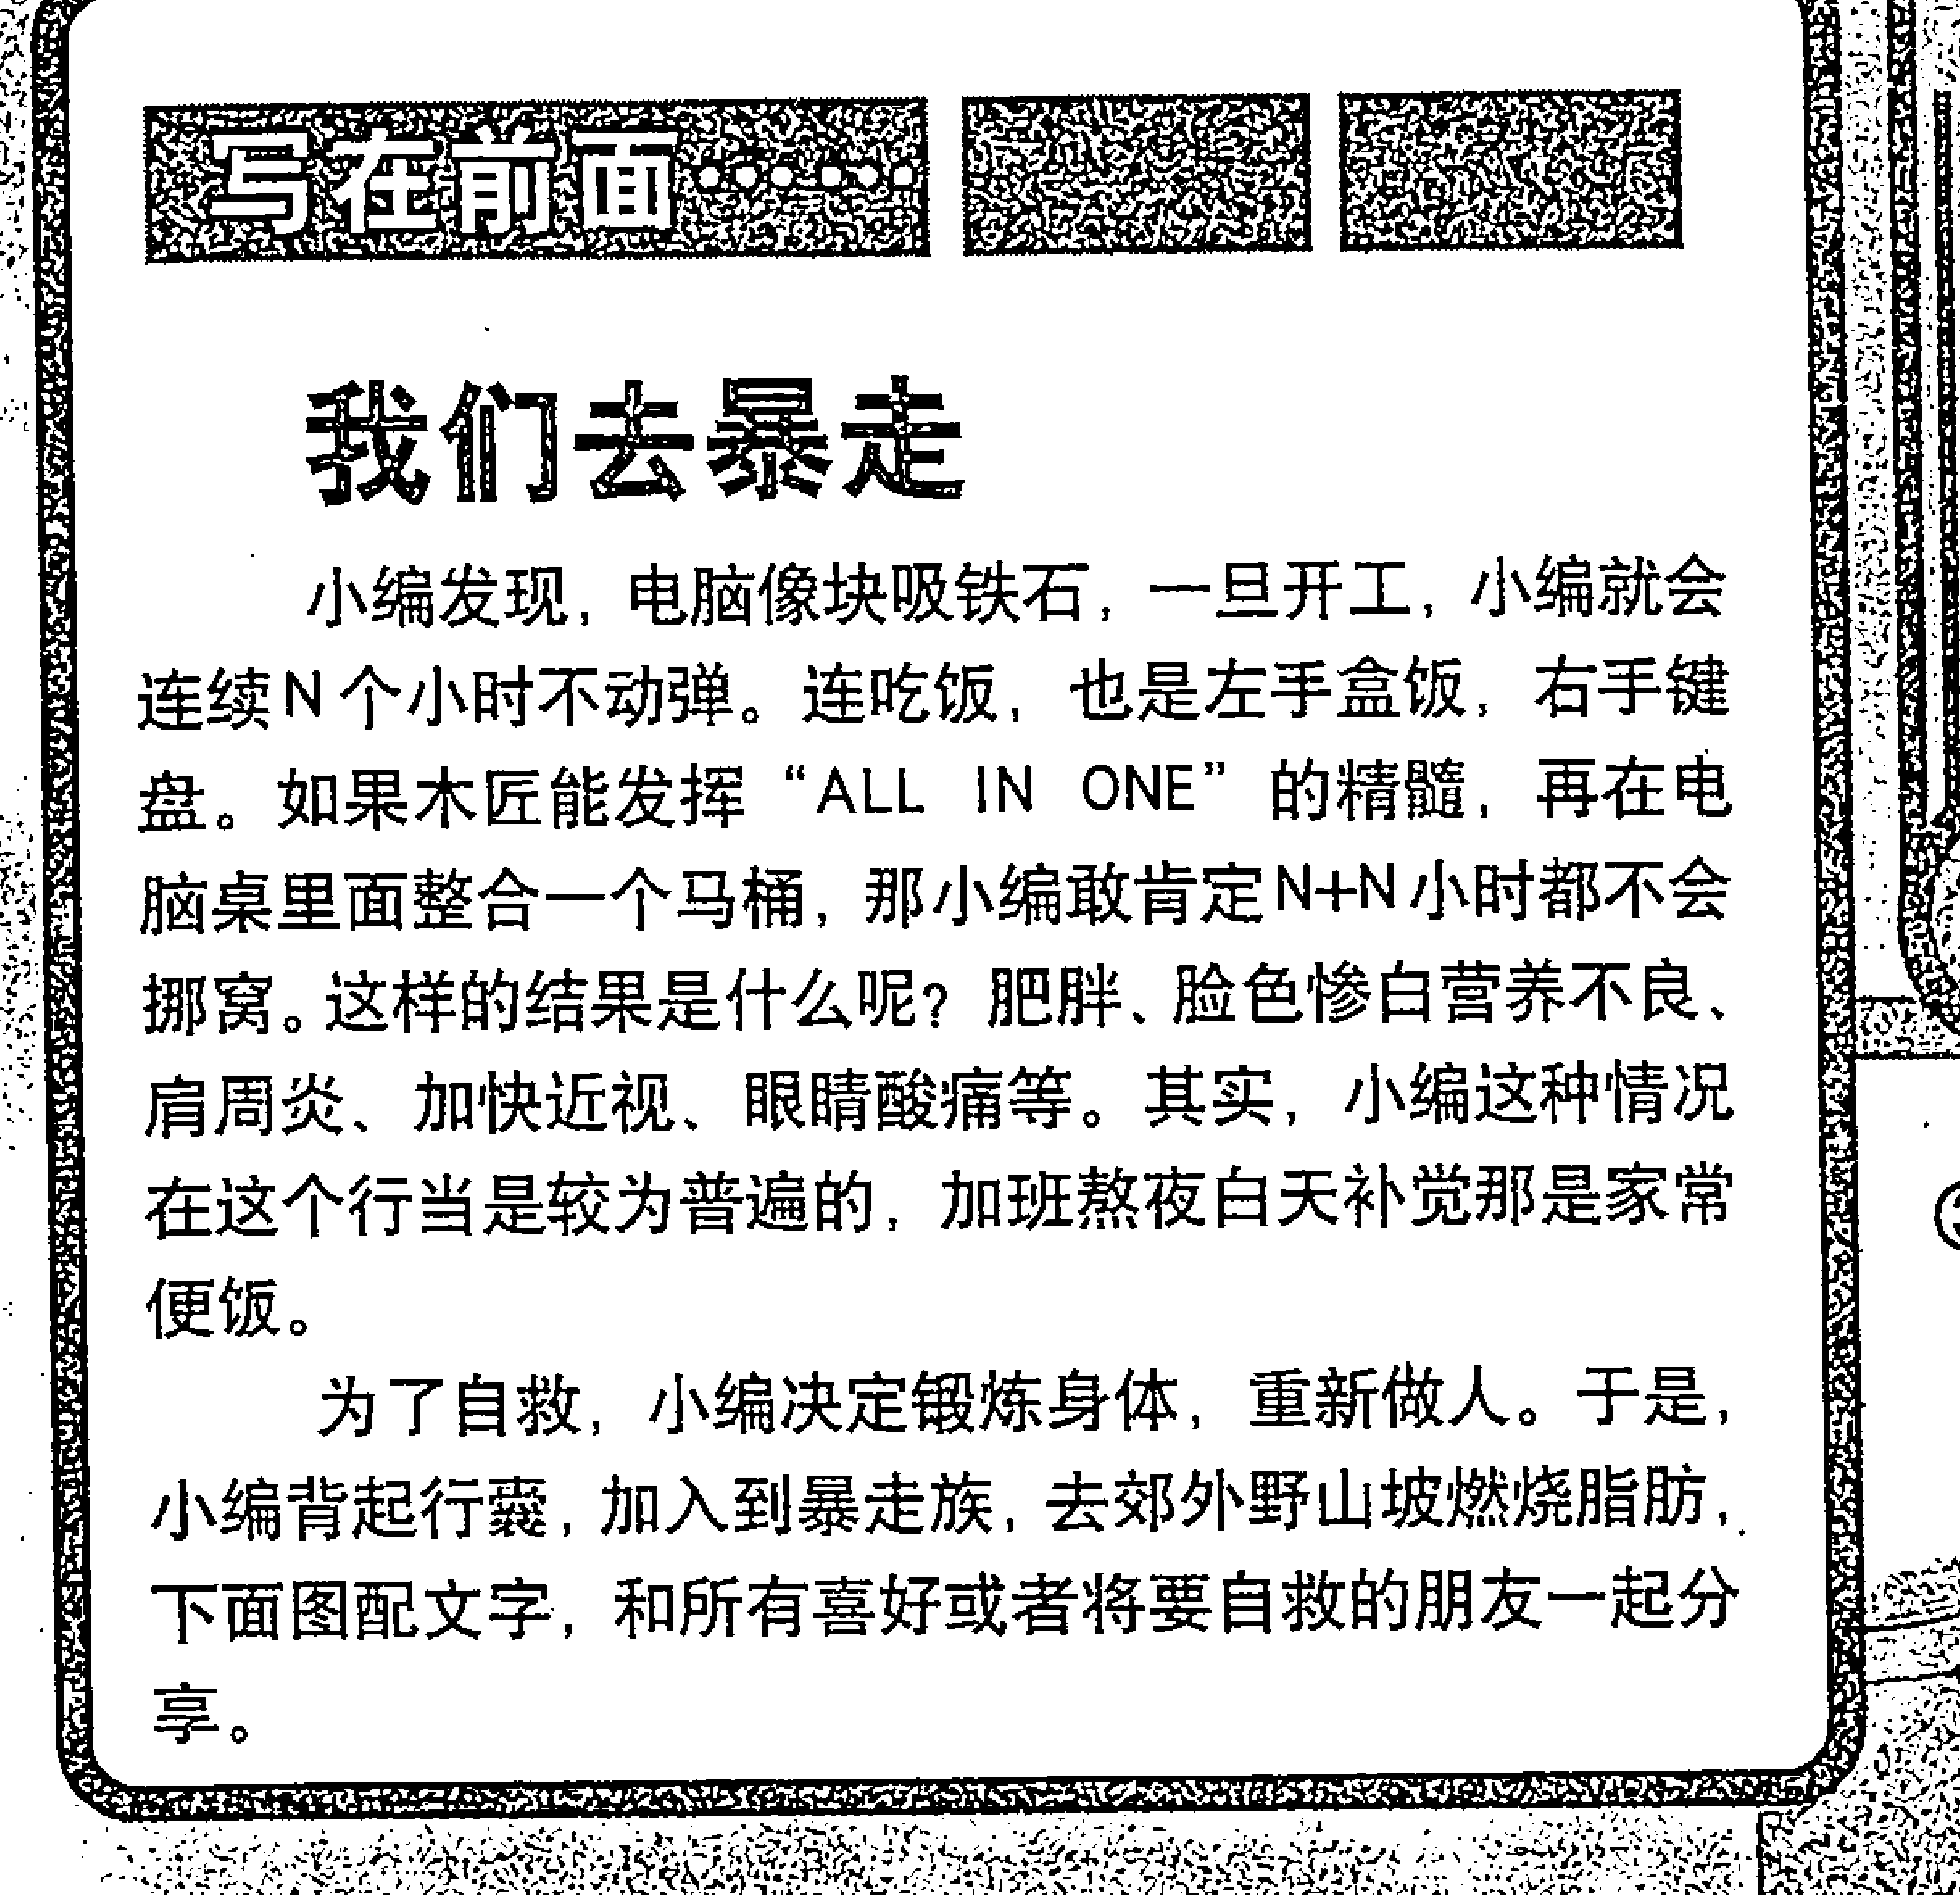 写在前面……
我们去暴走
小编发现，电脑像块吸铁石，一旦开工，小编就会
连续N个小时不动弹。连吃饭，也是左手盒饭，右手键
盘。如果木匠能发挥“ALL IN ONE”的精髓，再在电
脑桌里面整合一个马桶，那小编敢肯定N+N小时都不会
挪窝。这样的结果是什么呢？肥胖、脸色惨白营养不良、
肩周炎、加快近视、眼睛酸痛等。其实，小编这种情况
在这个行当是较为普遍的，加班熬夜白天补觉那是家常
便饭。
为了自救，小编决定锻炼身体，重新做人。于是，
小编背起行囊，加入到暴走族，去郊外野山坡燃烧脂肪，
下面图配文字，和所有喜好或者将要自救的朋友一起分
享。